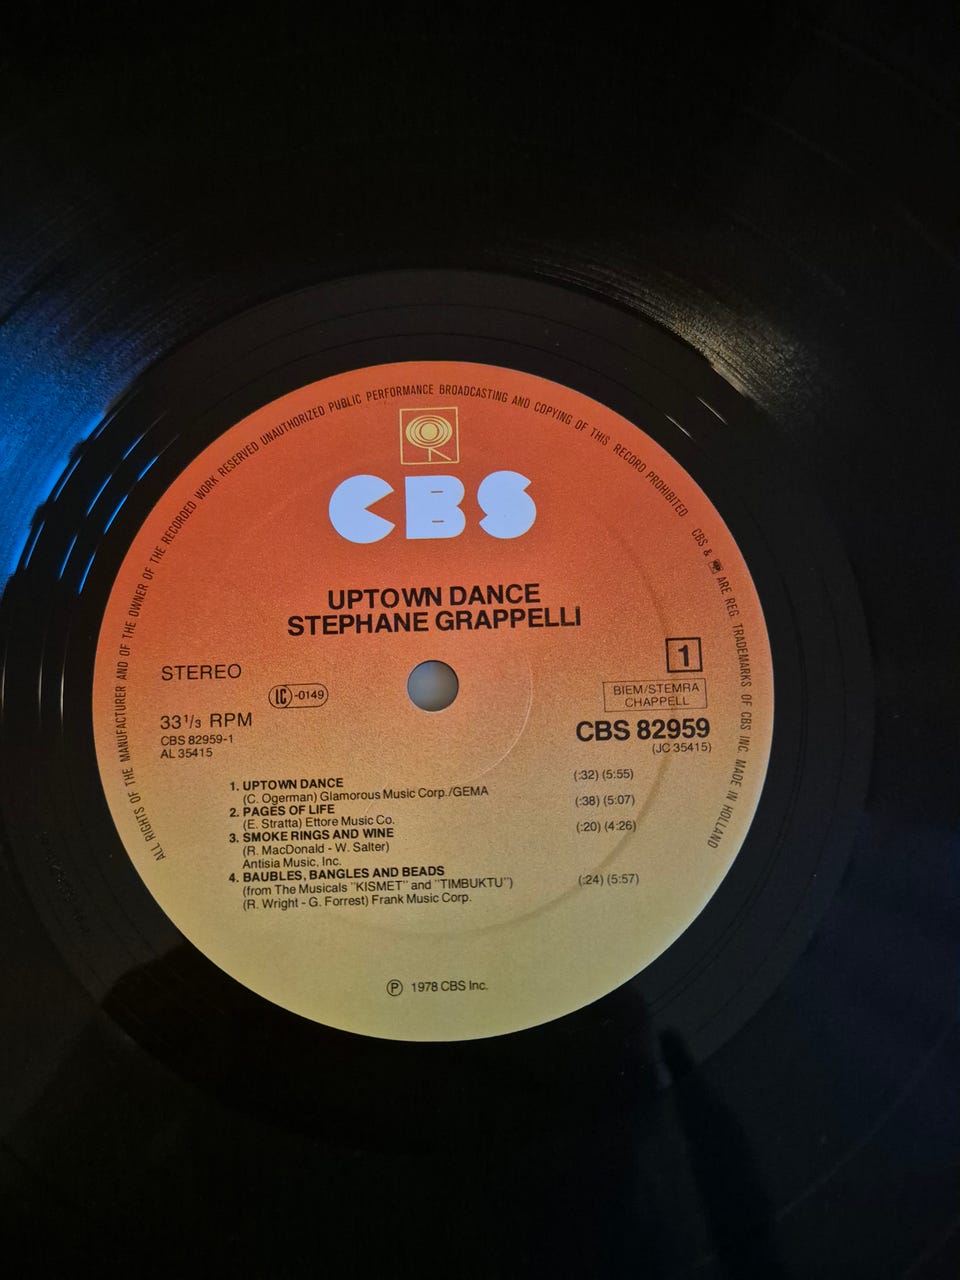 ALL RIGHTS OF THE MANUFACTURER AND OF THE OWNER OF THE RECORDED WORK RESERVED UNAUTHORIZED PUBLIC PERFORMANCE BROADCASTING AND COPYING OF THIS RECORD PROHIBITED. CBS & ARE REG. TRADEMARKS OF CBS INC. MADE IN HOLLAND
CBS
UPTOWN DANCE
STEPHANE GRAPPELLI
STEREO
LC-0149
1
BIEM/STEMRA
CHAPPELL
33 1/3 RPM
CBS 82959
CBS 82959-1
(JC 35415)
AL 35415
1. UPTOWN DANCE (:32) (5:55)
(C. Ogerman) Glamorous Music Corp./GEMA
2. PAGES OF LIFE (:38) (5:07)
(E. Stratta) Ettore Music Co.
3. SMOKE RINGS AND WINE (:20) (4:26)
(R. MacDonald - W. Salter)
Antisia Music, Inc.
4. BAUBLES, BANGLES AND BEADS (:24) (5:57)
(from The Musicals "KISMET" and "TIMBUKTU")
(R. Wright - G. Forrest) Frank Music Corp.
℗ 1978 CBS Inc.